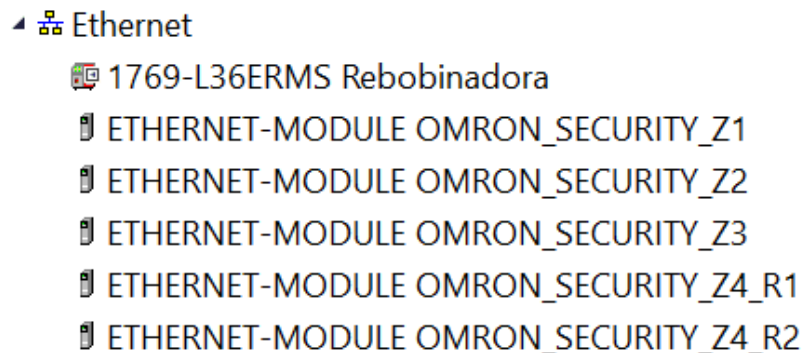 Ethernet
1769-L36ERMS Rebobinadora
ETHERNET-MODULE OMRON_SECURITY_Z1
ETHERNET-MODULE OMRON_SECURITY_Z2
ETHERNET-MODULE OMRON_SECURITY_Z3
ETHERNET-MODULE OMRON_SECURITY_Z4_R1
ETHERNET-MODULE OMRON_SECURITY_Z4_R2